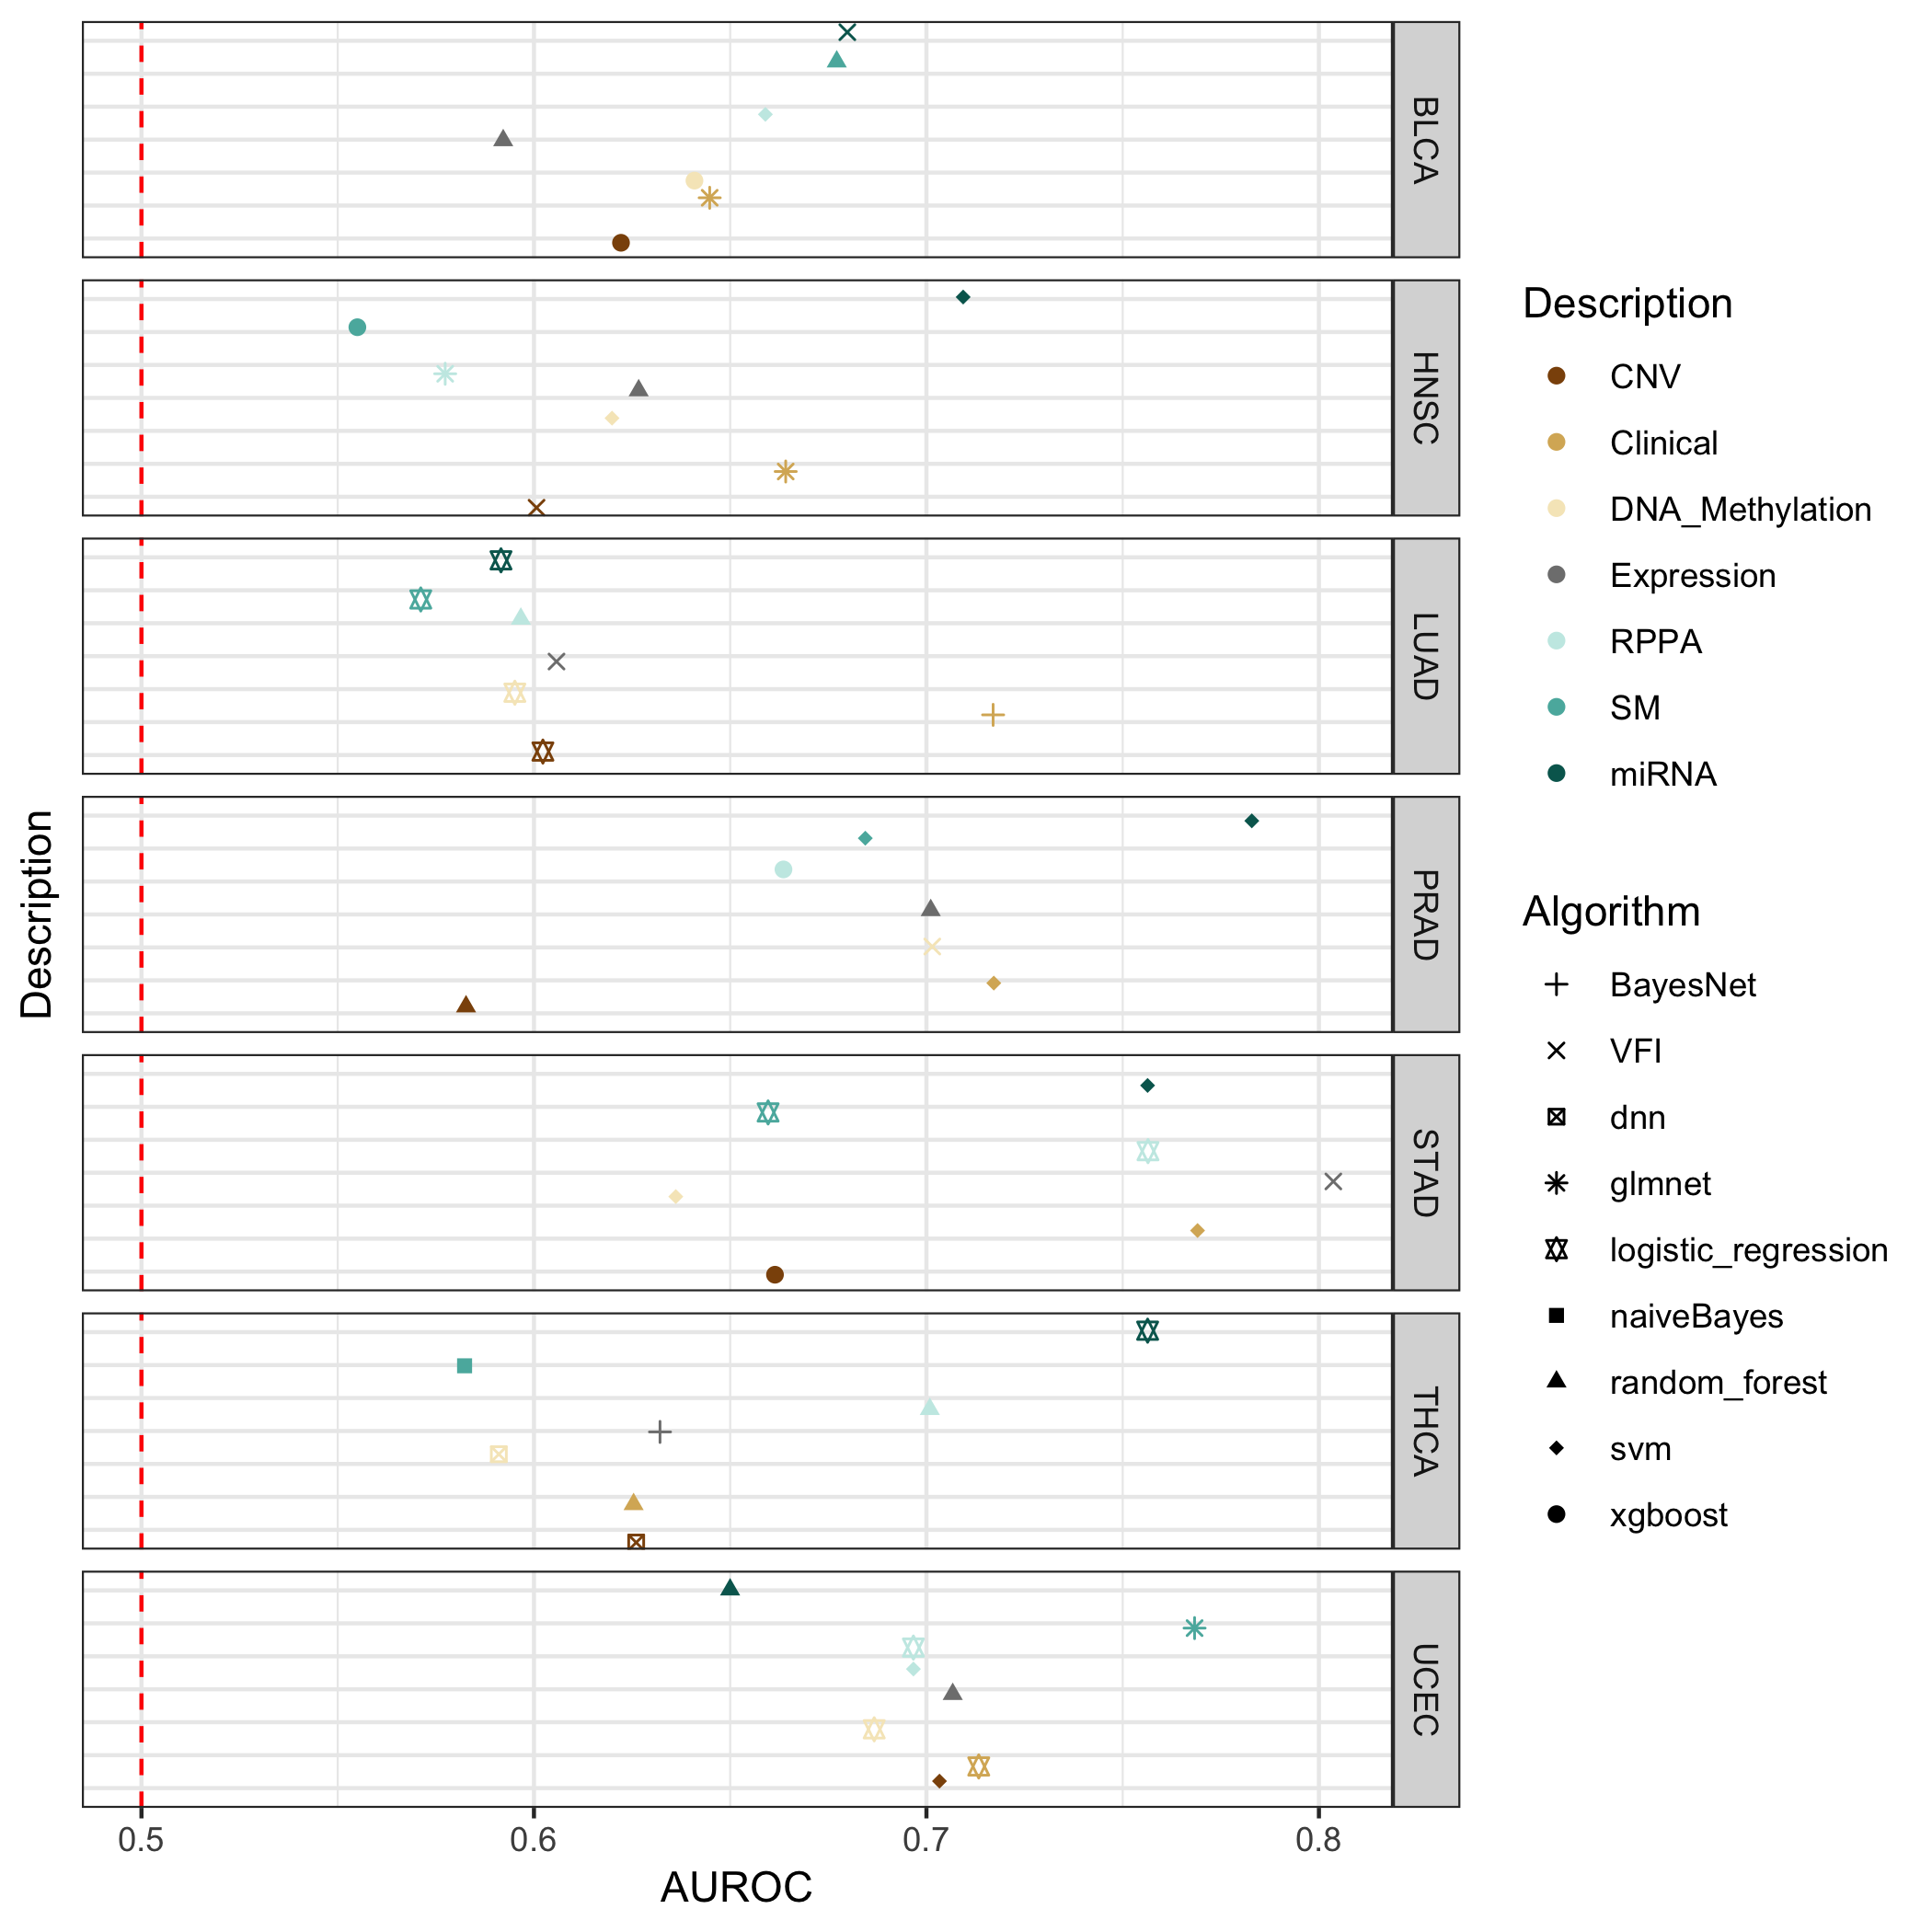 BLCA
HNSC
LUAD
PRAD
STAD
THCA
UCEC
Description
0.5
0.6
0.7
0.8
AUROC
Description
CNV
Clinical
DNA_Methylation
Expression
RPPA
SM
miRNA
Algorithm
BayesNet
VFI
dnn
glmnet
logistic_regression
naiveBayes
random_forest
svm
xgboost